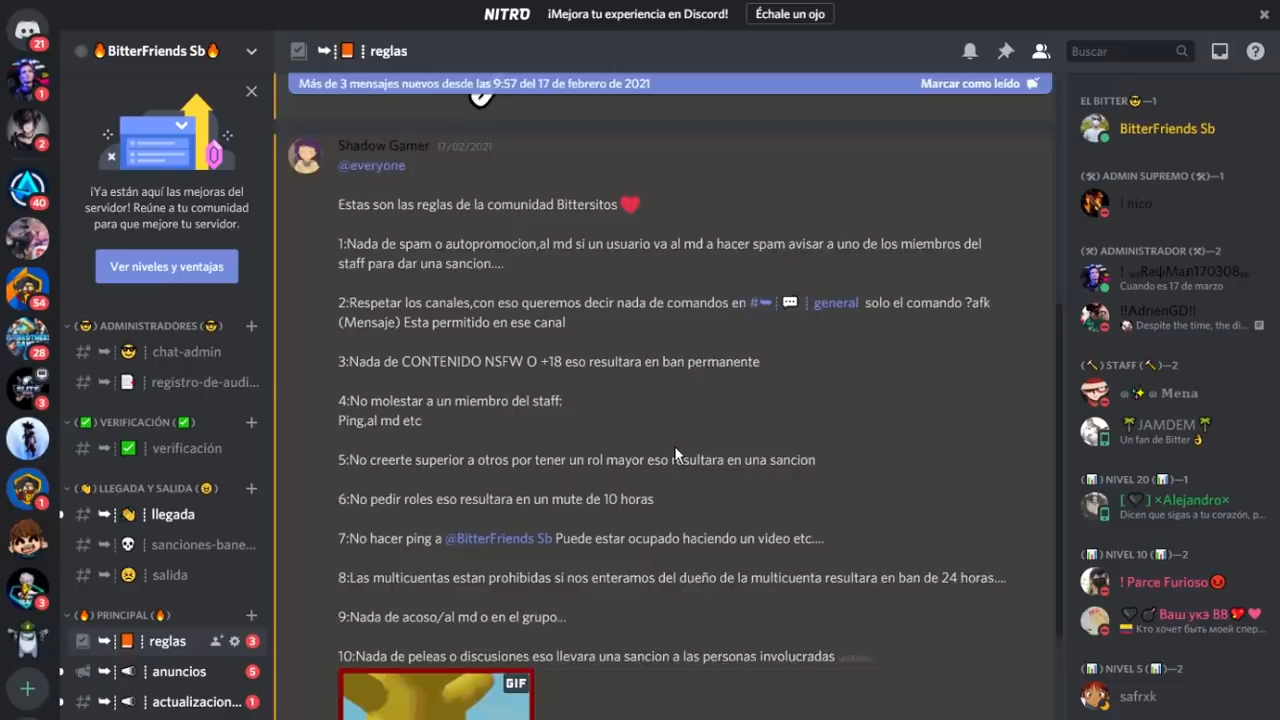 NITRO ¡Mejora tu experiencia en Discord! Échale un ojo
21
1
2
40
54
28
3
1
3
BitterFriends Sb
¡Ya están aquí las mejoras del
servidor! Reúne a tu comunidad
para que mejore tu servidor.
Ver niveles y ventajas
ADMINISTRADORES
chat-admin
registro-de-audi...
VERIFICACIÓN
verificación
LLEGADA Y SALIDA
llegada
sanciones-bane...
salida
PRINCIPAL
reglas 3
anuncios 5
actualizacion... 1
reglas
Buscar
Más de 3 mensajes nuevos desde las 9:57 del 17 de febrero de 2021 Marcar como leído
Shadow Gamer 17/02/2021
@everyone
Estas son las reglas de la comunidad Bittersitos
1:Nada de spam o autopromocion,al md si un usuario va al md a hacer spam avisar a uno de los miembros del
staff para dar una sancion....
2:Respetar los canales,con eso queremos decir nada de comandos en # general solo el comando ?afk
(Mensaje) Esta permitido en ese canal
3:Nada de CONTENIDO NSFW O +18 eso resultara en ban permanente
4:No molestar a un miembro del staff:
Ping,al md etc
5:No creerte superior a otros por tener un rol mayor eso resultara en una sancion
6:No pedir roles eso resultara en un mute de 10 horas
7:No hacer ping a @BitterFriends Sb Puede estar ocupado haciendo un video etc....
8:Las multicuentas estan prohibidas si nos enteramos del dueño de la multicuenta resultara en ban de 24 horas....
9:Nada de acoso/al md o en el grupo...
10:Nada de peleas o discusiones eso llevara una sancion a las personas involucradas
GIF
EL BITTER—1
BitterFriends Sb
ADMIN SUPREMO—1
l nico
ADMINISTRADOR—2
Cuando es 17 de marzo
!!AdrienGD!!
Despite the time, the di...
STAFF—2
Mena
JAMDEM
Un fan de Bitter
NIVEL 20—1
×Alejandro×
Dicen que sigas a tu corazón, p...
NIVEL 10—2
! Parce Furioso
Ваш укэ ВВ
Кто хочет быть моей спер...
NIVEL 5—2
safrxk